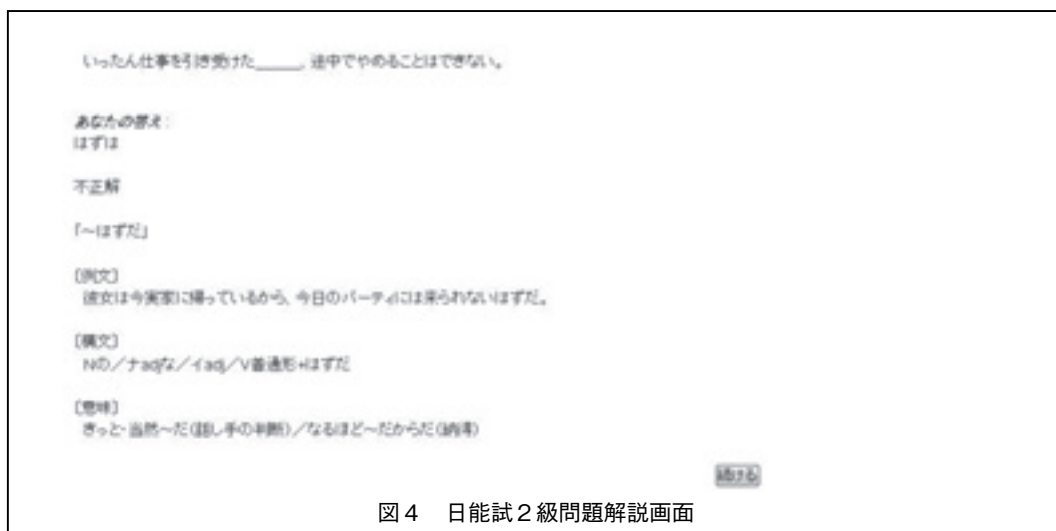 いったん仕事を引き受けた_____、途中でやめることはできない。
あなたの答え:
はずは
不正解
「～はずだ」
[例文]
彼女は今実家に帰っているから、今日のパーティには来られないはずだ。
[構文]
Nの／ナadjな／イadj／V普通形+はずだ
[意味]
きっと・当然～だ(話し手の判断)／なるほど～だからだ(納得)
続ける
図４　日能試２級問題解説画面